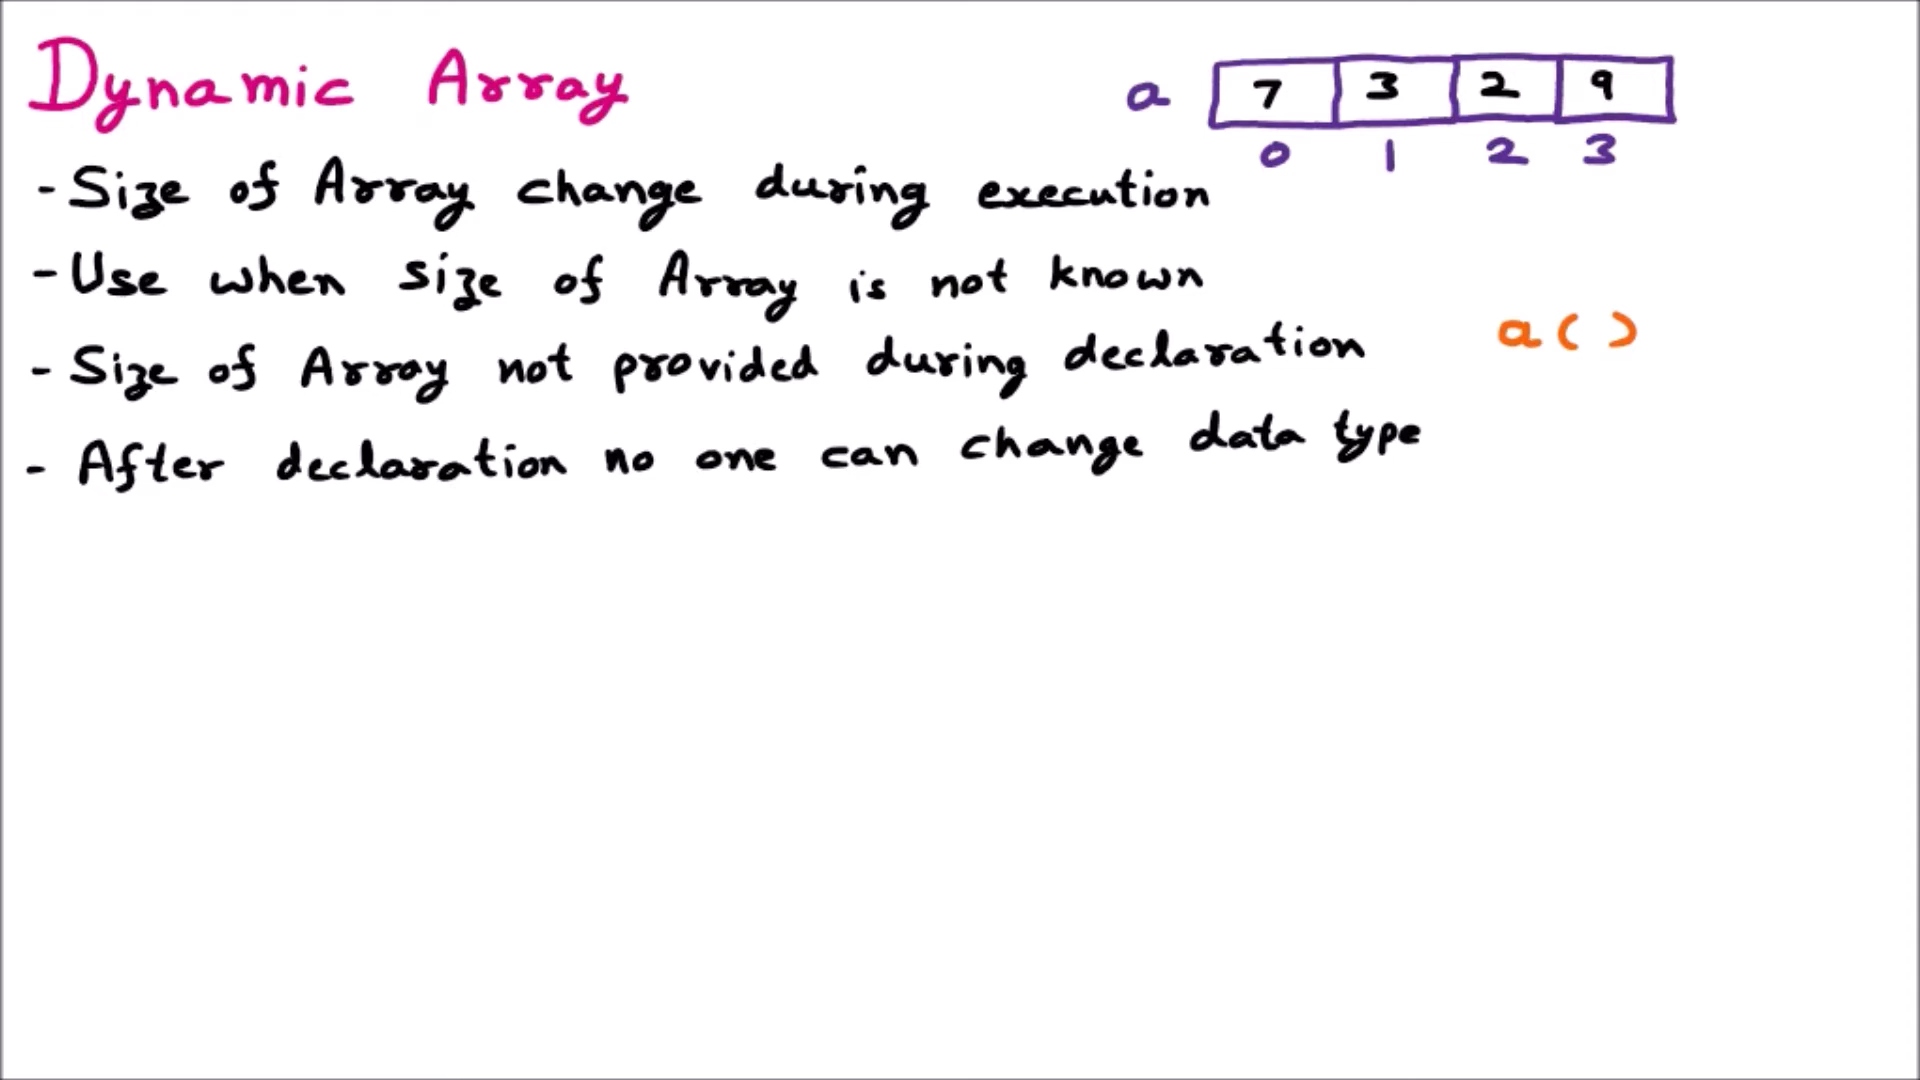 Dynamic Array
a 7 3 2 9
0 1 2 3
- Size of Array change during execution
- Use when size of Array is not known
- Size of Array not provided during declaration a( )
- After declaration no one can change data type